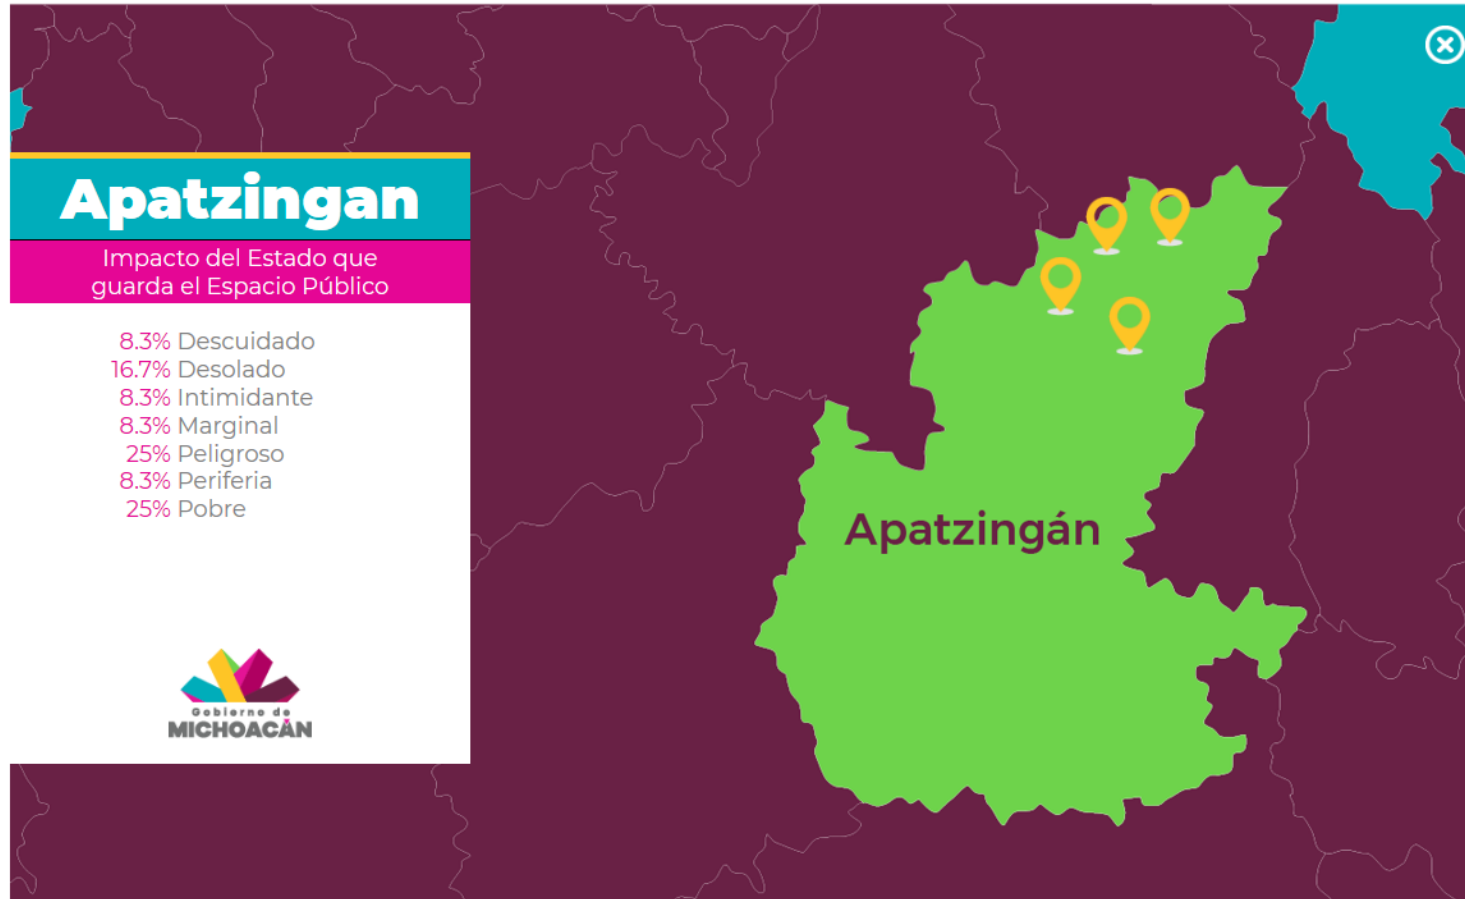 Apatzingan
Impacto del Estado que
guarda el Espacio Público
8.3% Descuidado
16.7% Desolado
8.3% Intimidante
8.3% Marginal
25% Peligroso
8.3% Periferia
25% Pobre
Gobierno de
MICHOACÁN
Apatzingán